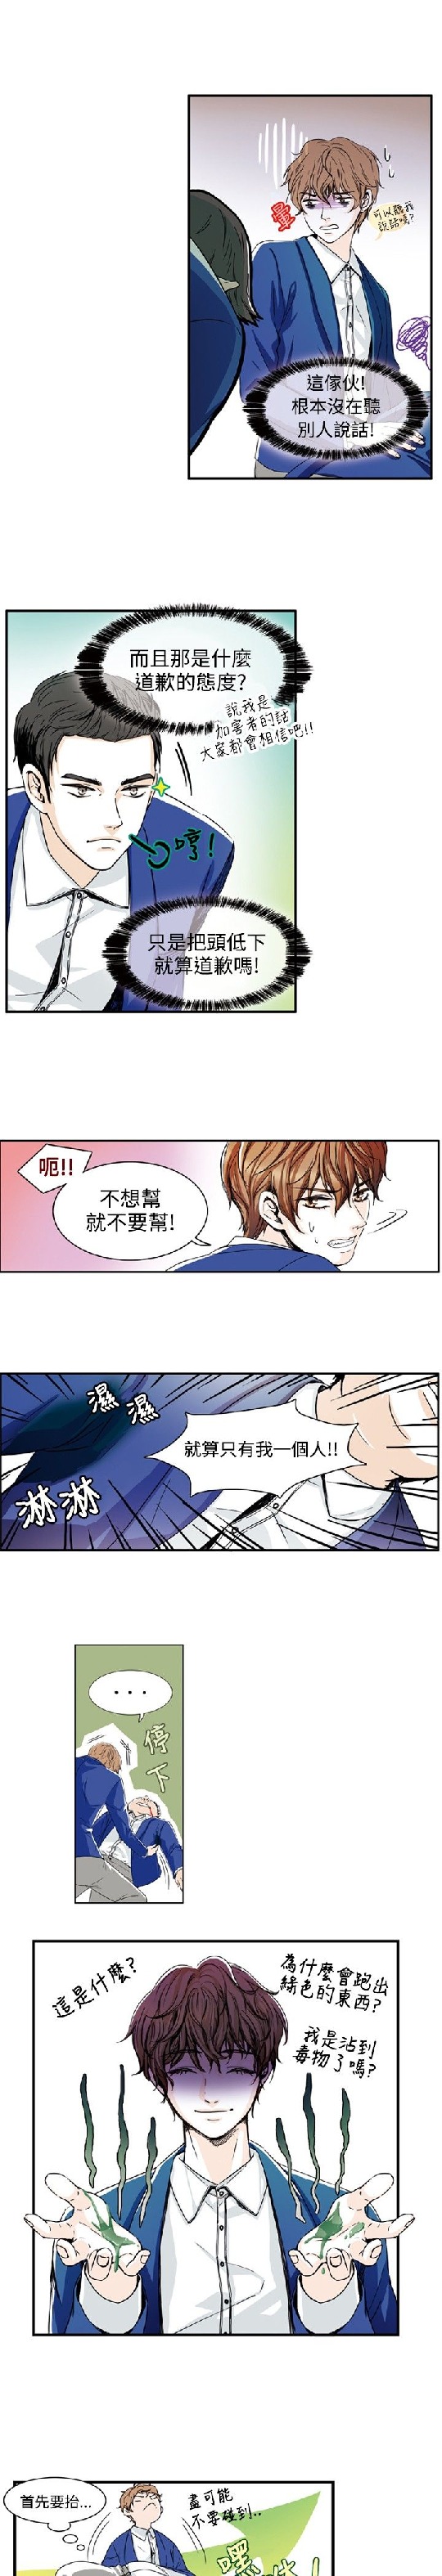 暈
可以聽我
說話嗎?
這傢伙!
根本沒在聽
別人說話!
而且那是什麼
道歉的態度?
說我是
加害者的話
大家都會相信吧!!
哼!
只是把頭低下
就算道歉嗎!
呃!!
不想幫
就不要幫!
濕
濕
淋淋
就算只有我一個人!!
...
停
下
這是什麼?
為什麼會跑出
綠色的東西?
我是沾到
毒物了嗎?
首先要抬...
盡可能
不要碰到..
嘿